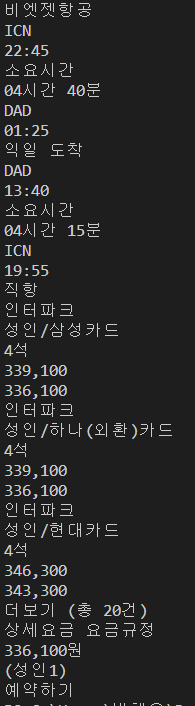 비엣젯항공
ICN
22:45
소요시간
04시간 40분
DAD
01:25
익일 도착
DAD
13:40
소요시간
04시간 15분
ICN
19:55
직항
인터파크
성인/삼성카드
4석
339,100
336,100
인터파크
성인/하나(외환)카드
4석
339,100
336,100
인터파크
성인/현대카드
4석
346,300
343,300
더보기 (총 20건)
상세요금 요금규정
336,100원
(성인1)
예약하기